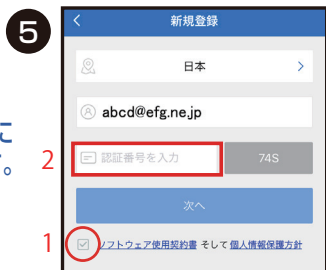 5
新規登録
日本
abcd@efg.ne.jp
に
す。
2
認証番号を入力
74S
次へ
1
ソフトウェア使用契約書 そして 個人情報保護方針